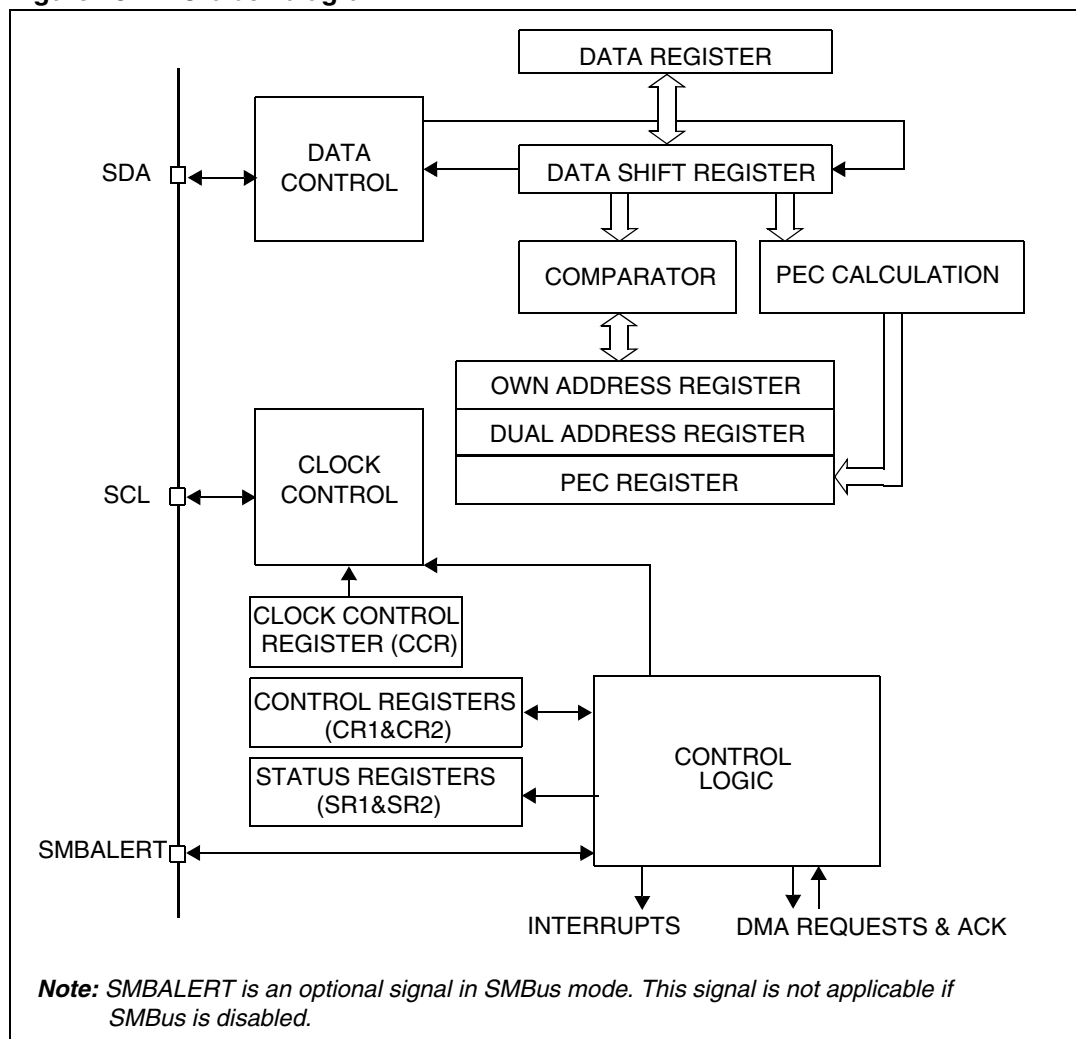 DATA REGISTER
DATA
CONTROL
SDA
DATA SHIFT REGISTER
COMPARATOR
PEC CALCULATION
OWN ADDRESS REGISTER
DUAL ADDRESS REGISTER
PEC REGISTER
CLOCK
CONTROL
SCL
CLOCK CONTROL
REGISTER (CCR)
CONTROL REGISTERS
(CR1&CR2)
CONTROL
LOGIC
STATUS REGISTERS
(SR1&SR2)
SMBALERT
INTERRUPTS
DMA REQUESTS & ACK
Note: SMBALERT is an optional signal in SMBus mode. This signal is not applicable if
SMBus is disabled.